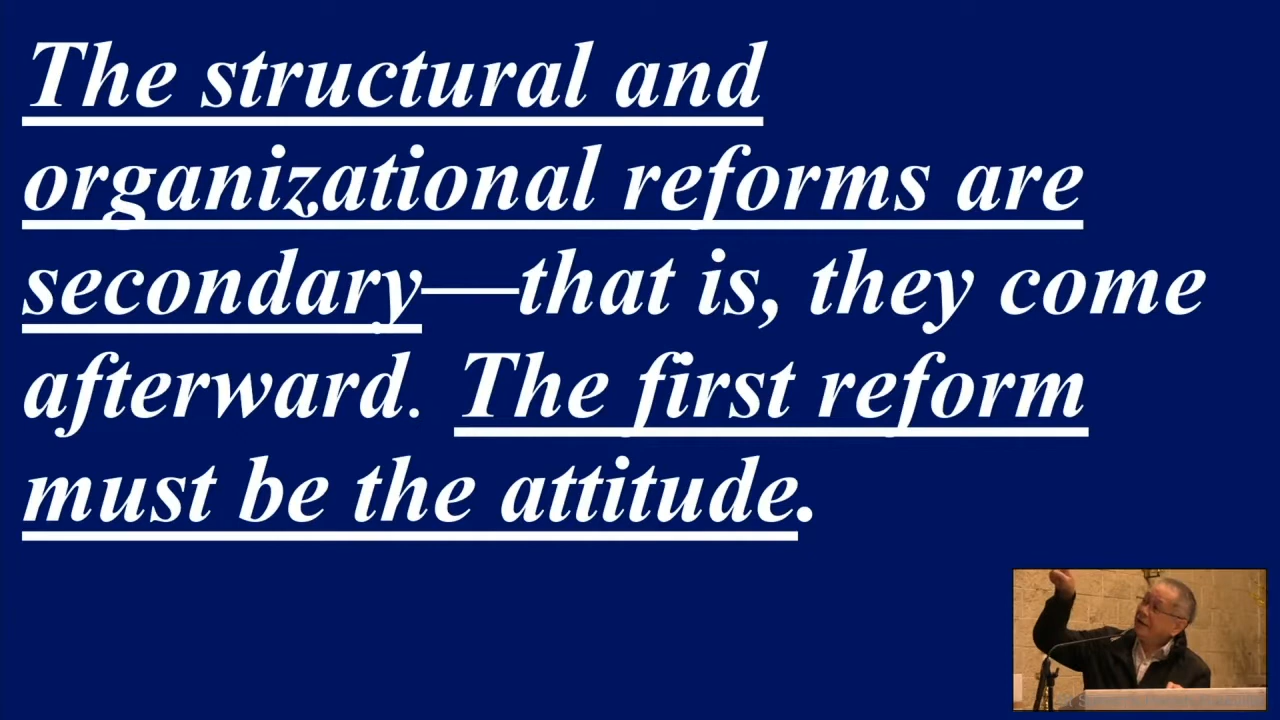 The structural and
organizational reforms are
secondary—that is, they come
afterward. The first reform
must be the attitude.